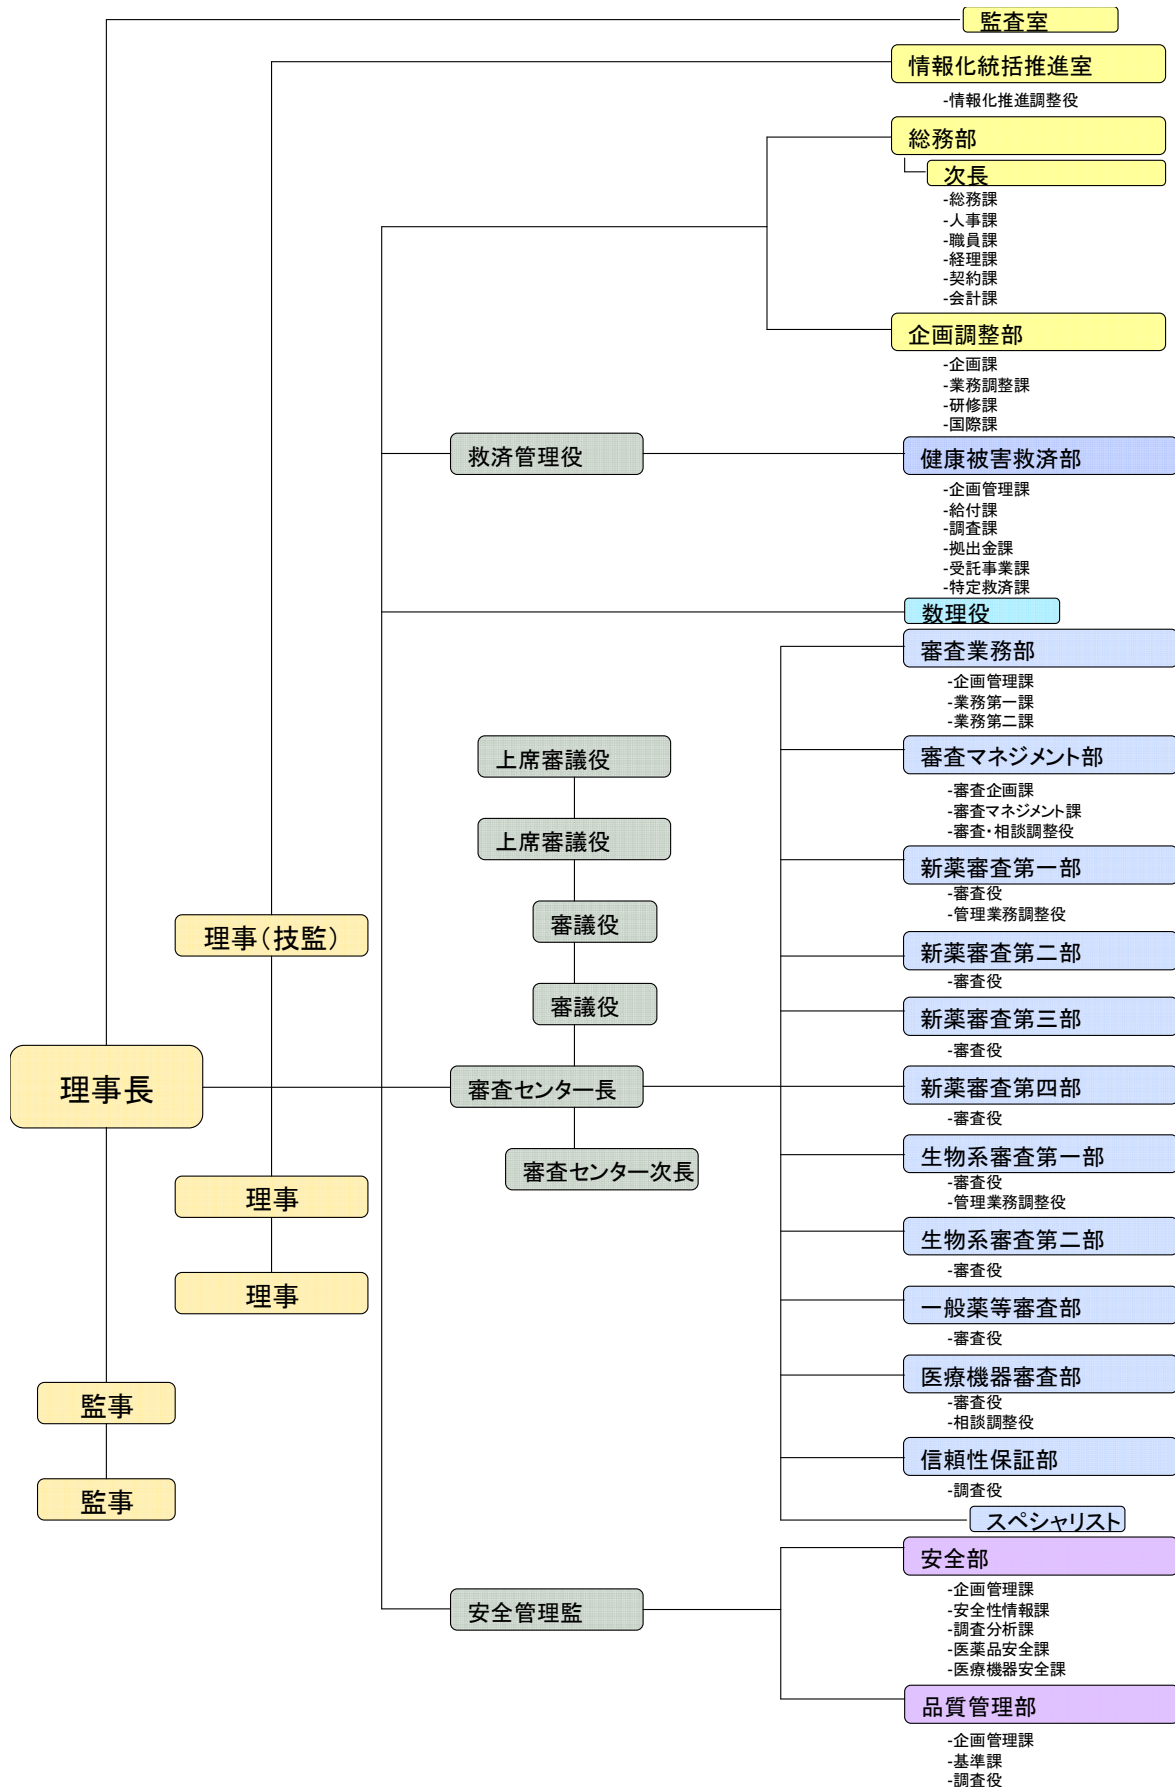 監査室
情報化統括推進室
-情報化推進調整役
総務部
次長
-総務課
-人事課
-職員課
-経理課
-契約課
-会計課
企画調整部
-企画課
-業務調整課
-研修課
-国際課
救済管理役
健康被害救済部
-企画管理課
-給付課
-調査課
-拠出金課
-受託事業課
-特定救済課
数理役
審査業務部
-企画管理課
-業務第一課
-業務第二課
上席審議役
審査マネジメント部
-審査企画課
-審査マネジメント課
-審査・相談調整役
上席審議役
新薬審査第一部
-審査役
-管理業務調整役
審議役
理事(技監)
新薬審査第二部
-審査役
審議役
新薬審査第三部
-審査役
理事長
審査センター長
新薬審査第四部
-審査役
審査センター次長
生物系審査第一部
-審査役
-管理業務調整役
理事
生物系審査第二部
-審査役
理事
一般薬等審査部
-審査役
監事
医療機器審査部
-審査役
-相談調整役
監事
信頼性保証部
-調査役
スペシャリスト
安全管理監
安全部
-企画管理課
-安全性情報課
-調査分析課
-医薬品安全課
-医療機器安全課
品質管理部
-企画管理課
-基準課
-調査役